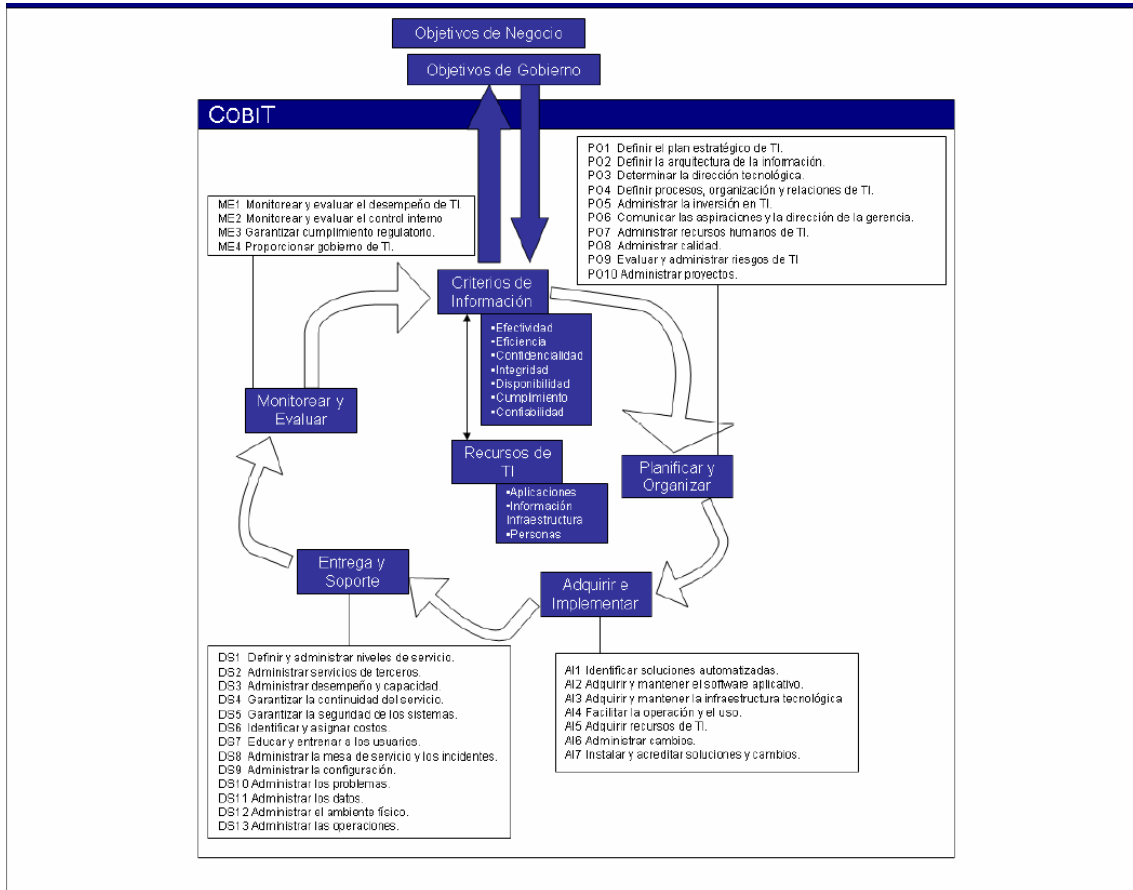 Objetivos de Negocio
Objetivos de Gobierno
COBIT
PO1 Definir el plan estratégico de TI.
PO2 Definir la arquitectura de la información.
PO3 Determinar la dirección tecnológica.
PO4 Definir procesos, organización y relaciones de TI.
PO5 Administrar la inversión en TI.
PO6 Comunicar las aspiraciones y la dirección de la gerencia.
PO7 Administrar recursos humanos de TI.
PO8 Administrar calidad.
PO9 Evaluar y administrar riesgos de TI
PO10 Administrar proyectos.
ME1 Monitorear y evaluar el desempeño de TI.
ME2 Monitorear y evaluar el control interno
ME3 Garantizar cumplimiento regulatorio.
ME4 Proporcionar gobierno de TI.
Criterios de
Información
▪Efectividad
▪Eficiencia
▪Confidencialidad
▪Integridad
▪Disponibilidad
▪Cumplimiento
▪Confiabilidad
Monitorear y
Evaluar
Recursos de
TI
▪Aplicaciones
▪Información
Infraestructura
▪Personas
Planificar y
Organizar
Entrega y
Soporte
Adquirir e
Implementar
DS1 Definir y administrar niveles de servicio.
DS2 Administrar servicios de terceros.
DS3 Administrar desempeño y capacidad.
DS4 Garantizar la continuidad del servicio.
DS5 Garantizar la seguridad de los sistemas.
DS6 Identificar y asignar costos.
DS7 Educar y entrenar a los usuarios.
DS8 Administrar la mesa de servicio y los incidentes.
DS9 Administrar la configuración.
DS10 Administrar los problemas.
DS11 Administrar los datos.
DS12 Administrar el ambiente físico.
DS13 Administrar las operaciones.
AI1 Identificar soluciones automatizadas.
AI2 Adquirir y mantener el software aplicativo.
AI3 Adquirir y mantener la infraestructura tecnológica
AI4 Facilitar la operación y el uso.
AI5 Adquirir recursos de TI.
AI6 Administrar cambios.
AI7 Instalar y acreditar soluciones y cambios.